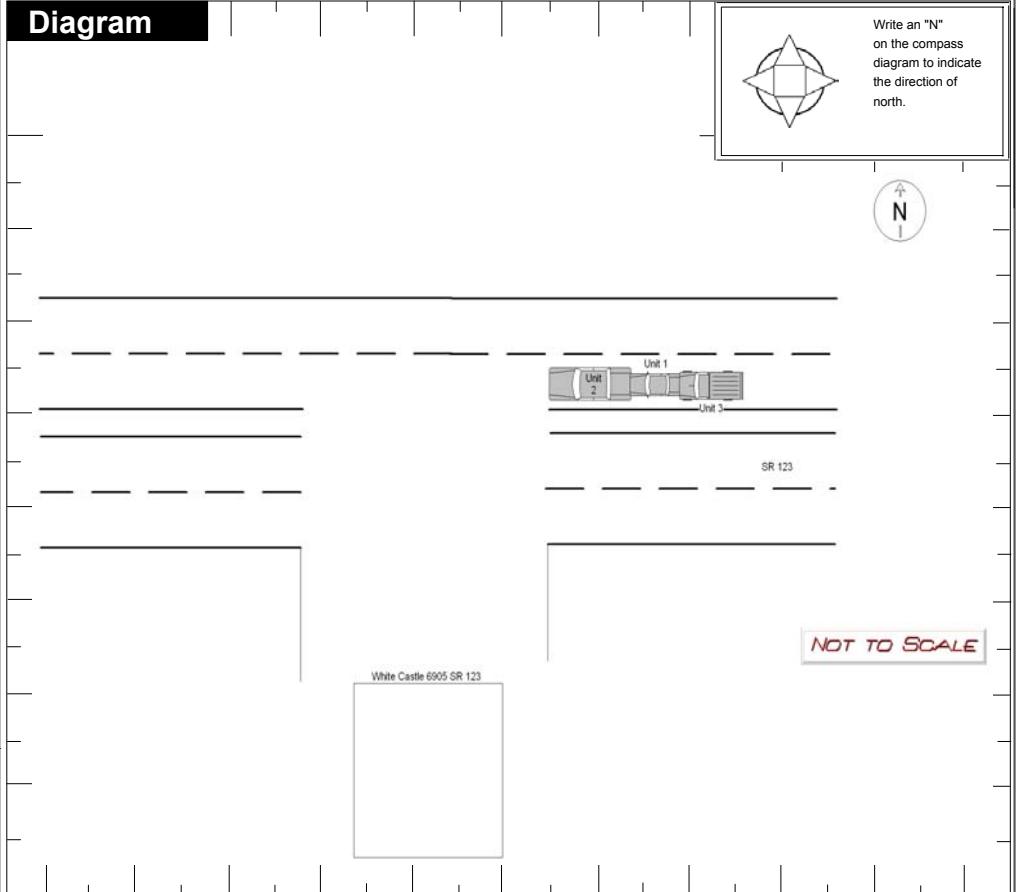 Diagram
Write an "N"
on the compass
diagram to indicate
the direction of
north.
N
Unit 1
Unit
2
Unit 3
SR 123
NOT TO SCALE
White Castle 6905 SR 123